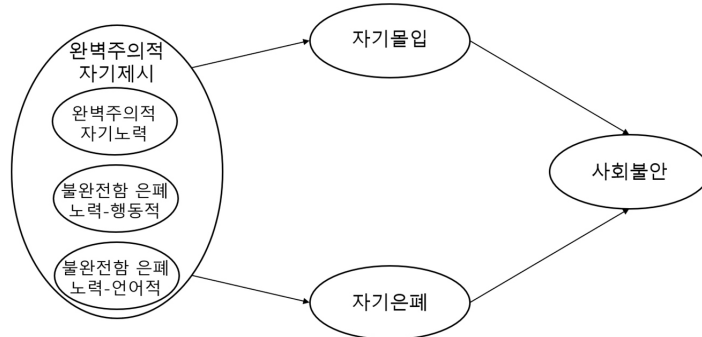 완벽주의적
자기제시
완벽주의적
자기노력
불완전함 은폐
노력-행동적
불완전함 은폐
노력-언어적
자기몰입
자기은폐
사회불안